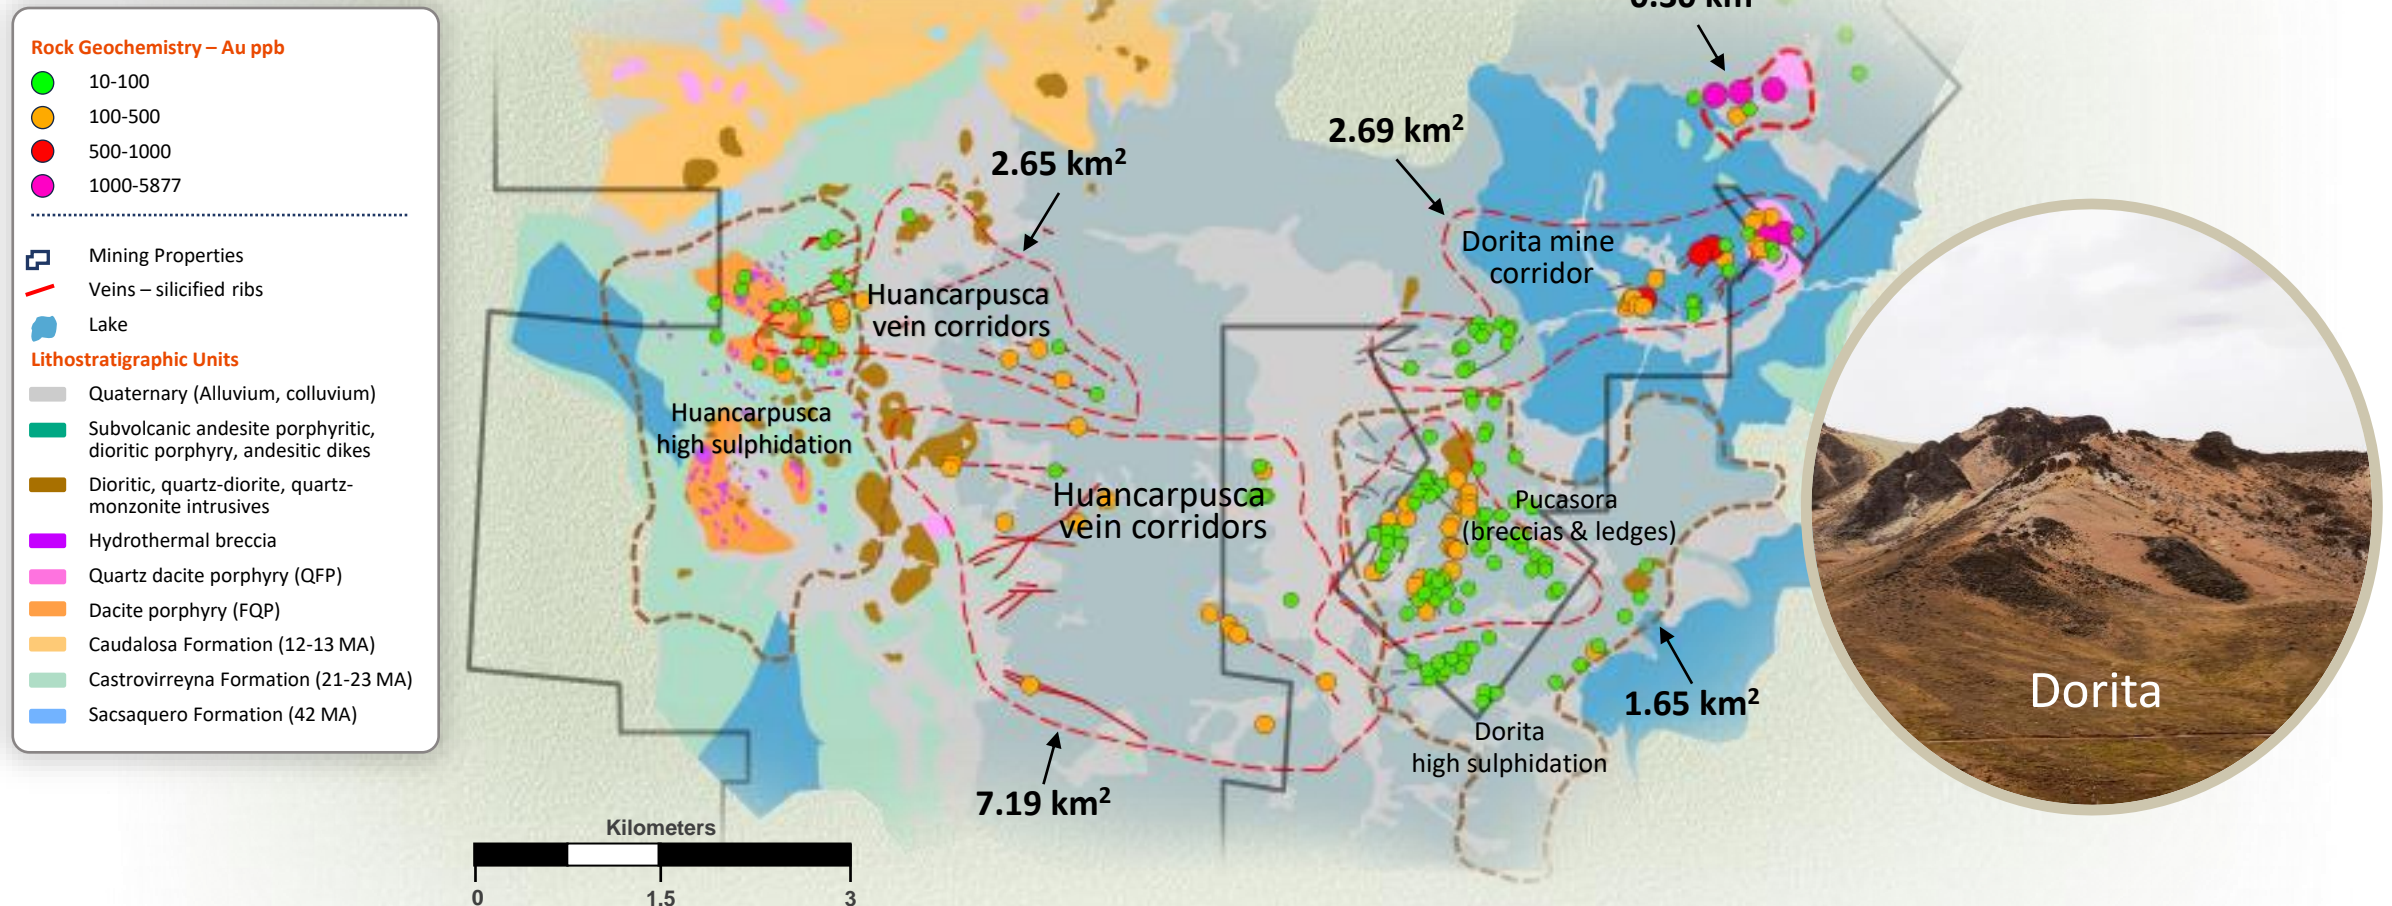 Rock Geochemistry – Au ppb
10-100
100-500
500-1000
1000-5877
Mining Properties
Veins – silicified ribs
Lake
Lithostratigraphic Units
Quaternary (Alluvium, colluvium)
Subvolcanic andesite porphyritic,
dioritic porphyry, andesitic dikes
Dioritic, quartz-diorite, quartz-
monzonite intrusives
Hydrothermal breccia
Quartz dacite porphyry (QFP)
Dacite porphyry (FQP)
Caudalosa Formation (12-13 MA)
Castrovirreyna Formation (21-23 MA)
Sacsaquero Formation (42 MA)
2.65 km²
2.69 km²
Dorita mine
corridor
Huancarpusca
vein corridors
Huancarpusca
high sulphidation
Huancarpusca
vein corridors
Pucasora
(breccias & ledges)
1.65 km²
Dorita
high sulphidation
7.19 km²
Dorita
Kilometers
0 1.5 3